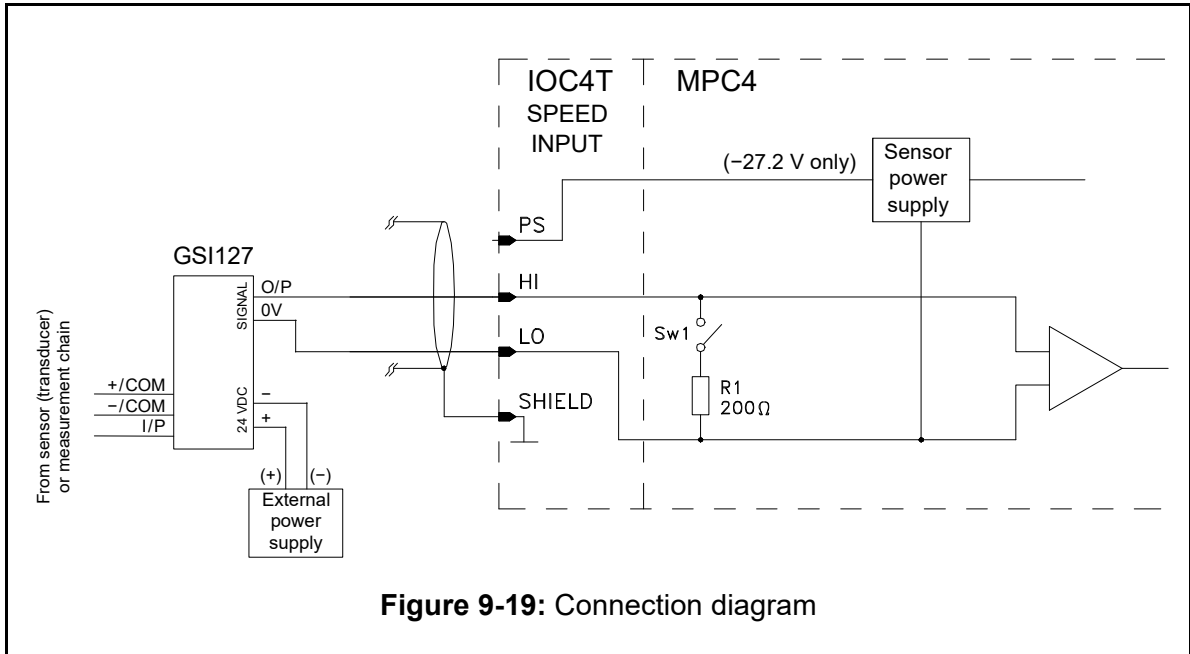 IOC4T
SPEED
INPUT
MPC4
(−27.2 V only)
Sensor
power
supply
PS
GSI127
HI
O/P
SIGNAL
0V
Sw1
LO
R1
200Ω
From sensor (transducer)
or measurement chain
+/COM
−/COM
I/P
24 VDC
−
+
SHIELD
(+)
(−)
External
power
supply
Figure 9-19: Connection diagram